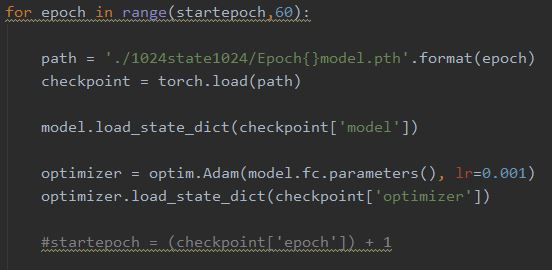 for epoch in range(startepoch,60):
path = './1024state1024/Epoch{}model.pth'.format(epoch)
checkpoint = torch.load(path)
model.load_state_dict(checkpoint['model'])
optimizer = optim.Adam(model.fc.parameters(), lr=0.001)
optimizer.load_state_dict(checkpoint['optimizer'])
#startepoch = (checkpoint['epoch']) + 1